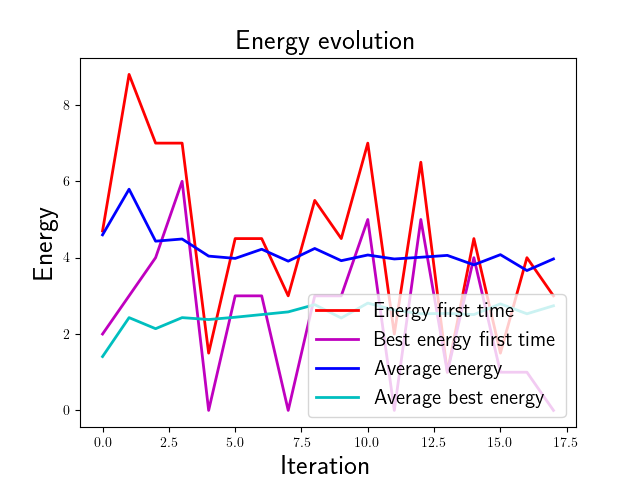 Energy evolution
Energy
8
6
4
2
0
Energy first time
Best energy first time
Average energy
Average best energy
0.0 2.5 5.0 7.5 10.0 12.5 15.0 17.5
Iteration